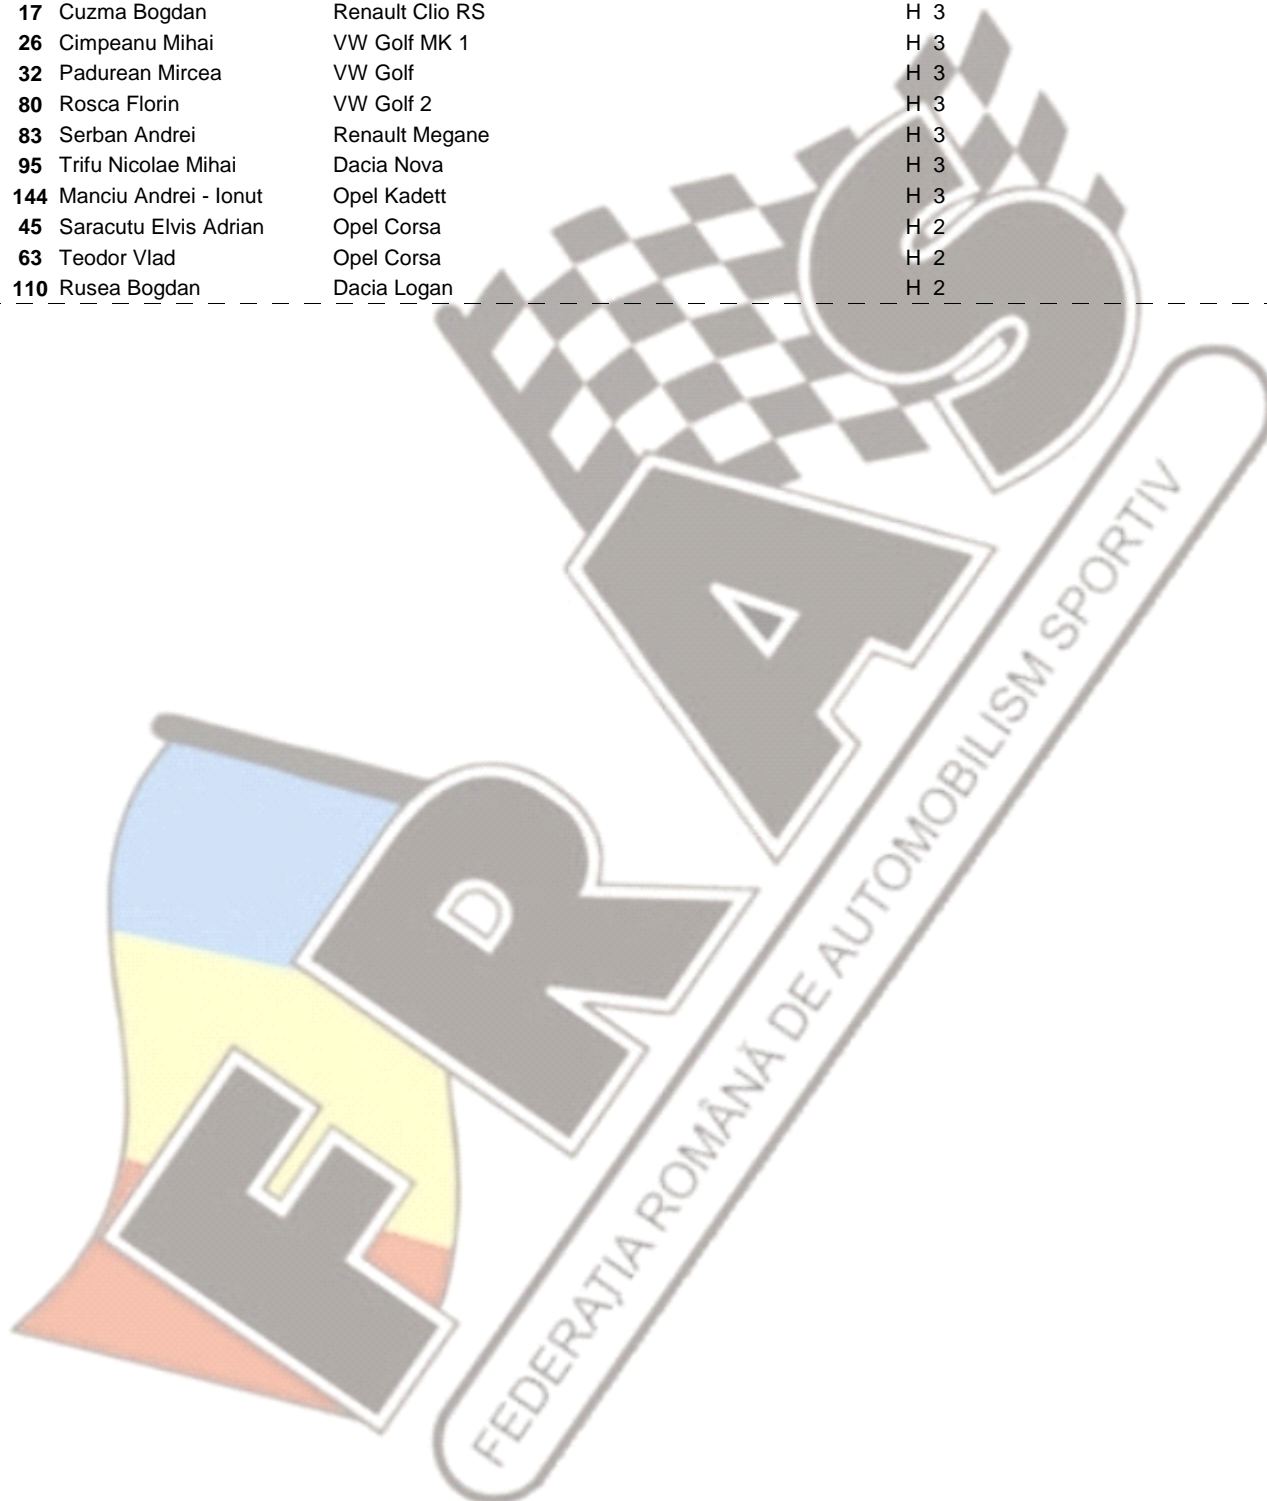 17 Cuzma Bogdan Renault Clio RS H 3
26 Cimpeanu Mihai VW Golf MK 1 H 3
32 Padurean Mircea VW Golf H 3
80 Rosca Florin VW Golf 2 H 3
83 Serban Andrei Renault Megane H 3
95 Trifu Nicolae Mihai Dacia Nova H 3
144 Manciu Andrei - Ionut Opel Kadett H 3
45 Saracutu Elvis Adrian Opel Corsa H 2
63 Teodor Vlad Opel Corsa H 2
110 Rusea Bogdan Dacia Logan H 2
FRAS
FEDERAŢIA ROMÂNĂ DE AUTOMOBILISM SPORTIV